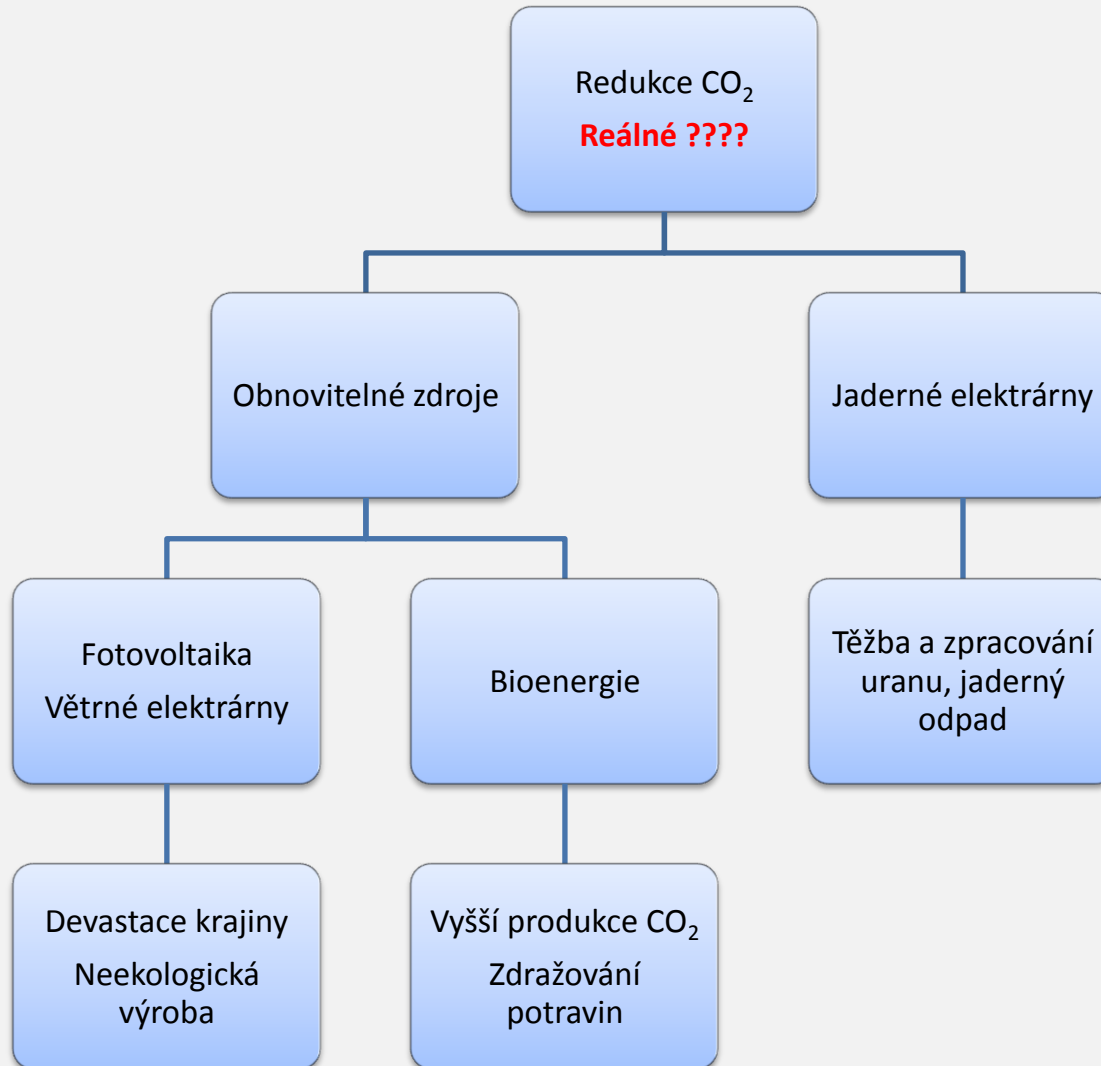 Redukce CO₂
Reálné ????
Obnovitelné zdroje
Jaderné elektrárny
Fotovoltaika
Větrné elektrárny
Bioenergie
Těžba a zpracování
uranu, jaderný
odpad
Devastace krajiny
Neekologická
výroba
Vyšší produkce CO₂
Zdražování
potravin